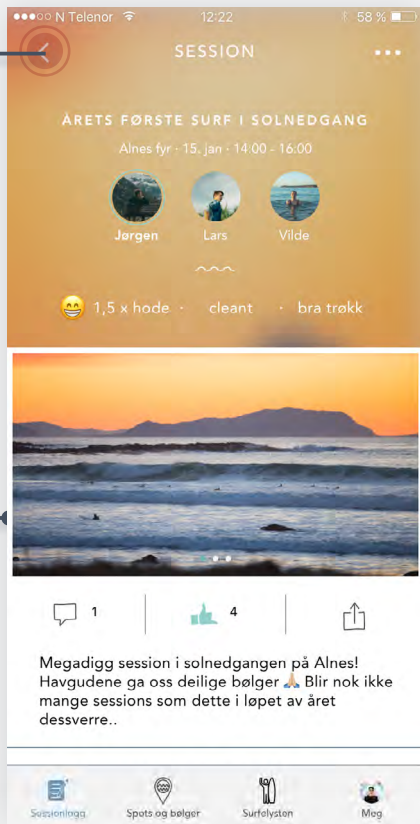 N Telenor 12:22 58 %
SESSION
ÅRETS FØRSTE SURF I SOLNEDGANG
Alnes fyr · 15. jan · 14:00 - 16:00
Jørgen Lars Vilde
1,5 x hode · cleant · bra trøkk
1 4
Megadigg session i solnedgangen på Alnes!
Havgudene ga oss deilige bølger 🙏🏼 Blir nok ikke
mange sessions som dette i løpet av året
dessverre..
Sessionlogg Spots og bølger Surfelysten Meg